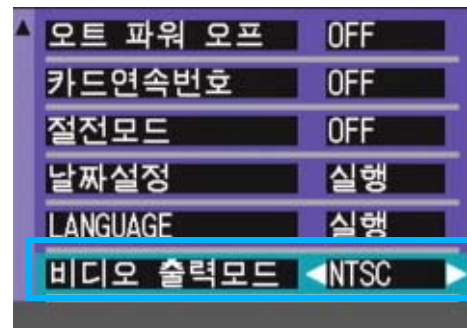 오트 파워 오프 OFF
카드연속번호 OFF
절전모드 OFF
날짜설정 실행
LANGUAGE 실행
비디오 출력모드 NTSC